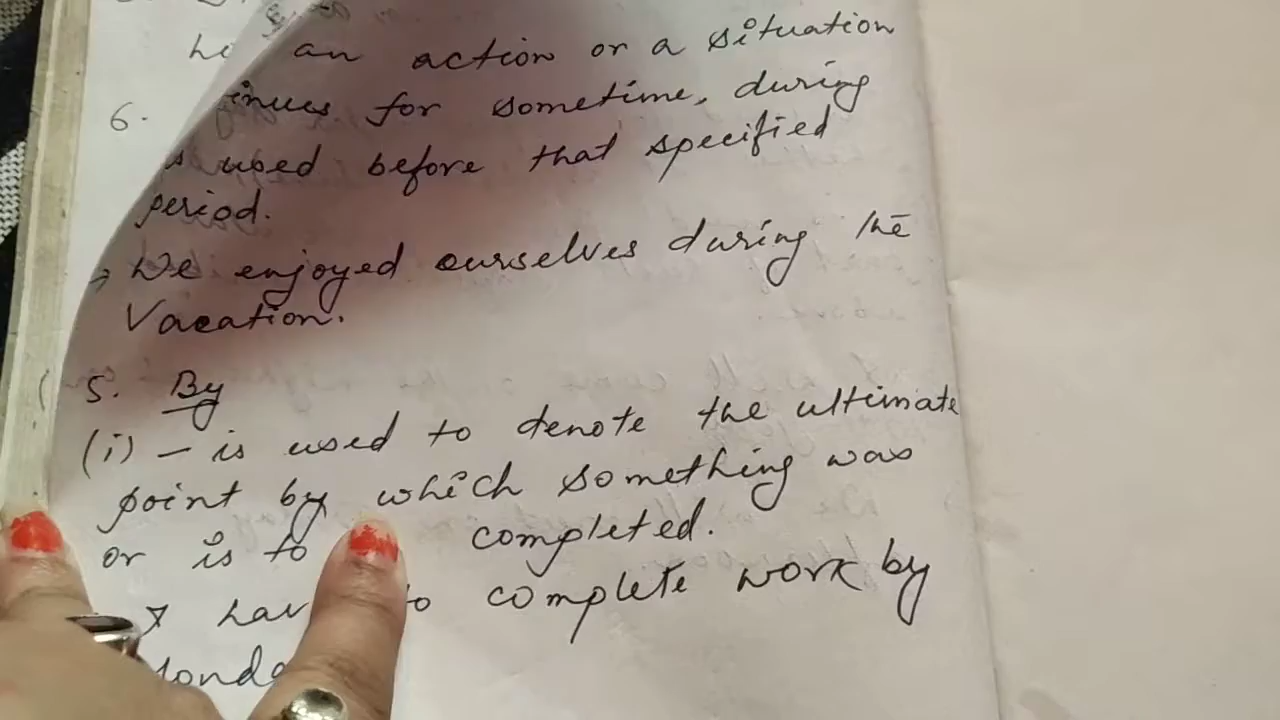 an action or a situation
6. for sometime, during
used before that specified
period.
→ We enjoyed ourselves during the
Vacation.
5. By
(i) – is used to denote the ultimate
point by which something was
or is to completed.
I complete work by